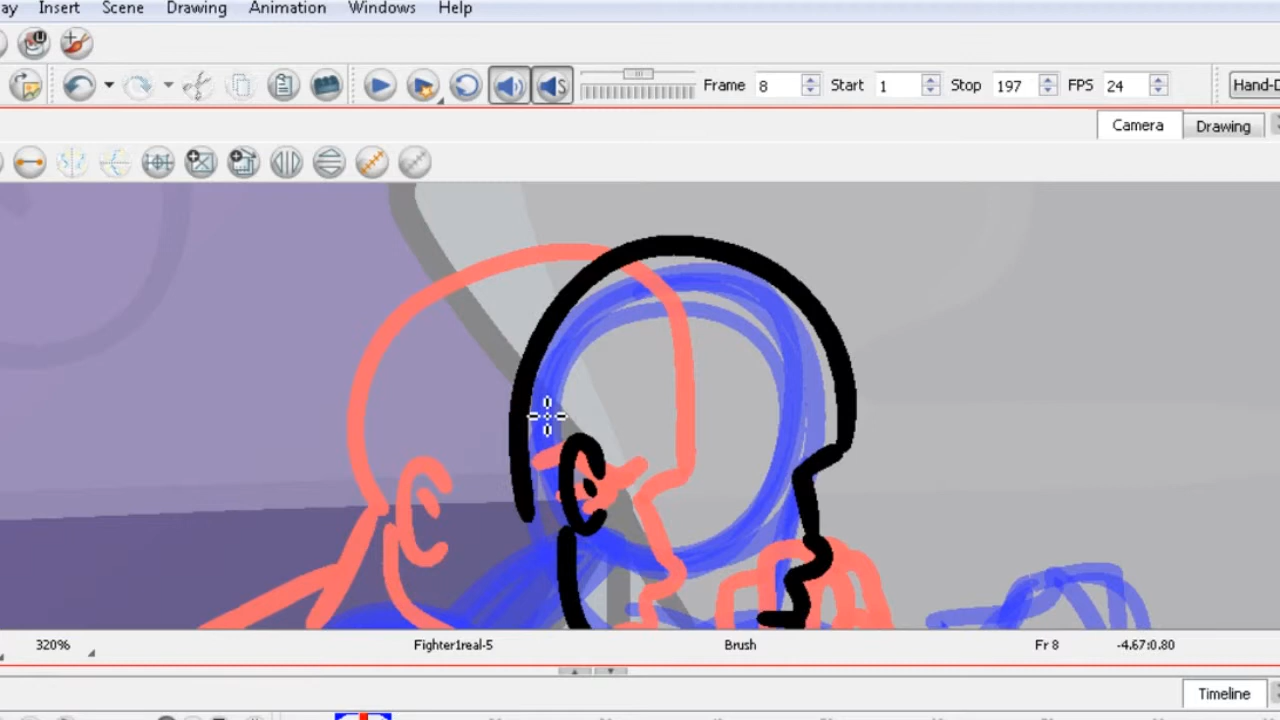 ay Insert Scene Drawing Animation Windows Help
Frame 8 Start 1 Stop 197 FPS 24 Hand-D
Camera Drawing
320% Fighter1real-5 Brush Fr 8 -4.67:0.80
Timeline